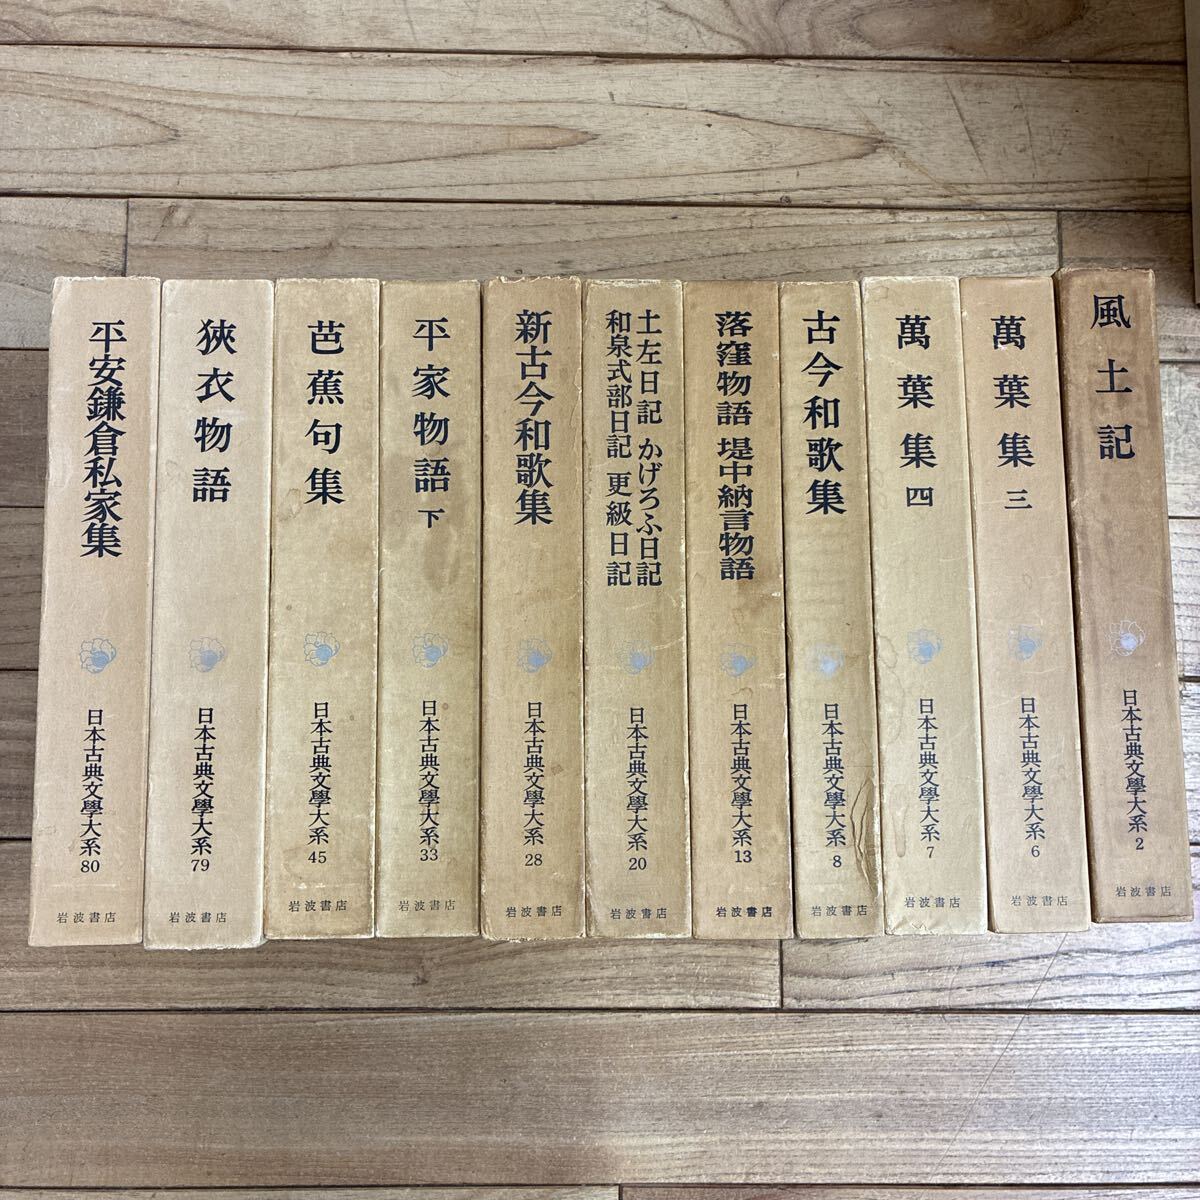 平安鎌倉私家集
日本古典文學大系 80
岩波書店
狹衣物語
日本古典文學大系 79
岩波書店
芭蕉句集
日本古典文學大系 45
岩波書店
平家物語 下
日本古典文學大系 33
岩波書店
新古今和歌集
日本古典文學大系 28
岩波書店
土左日記 かげろふ日記
和泉式部日記 更級日記
日本古典文學大系 20
岩波書店
落窪物語 堤中納言物語
日本古典文學大系 13
岩波書店
古今和歌集
日本古典文學大系 8
岩波書店
萬葉集 四
日本古典文學大系 7
岩波書店
萬葉集 三
日本古典文學大系 6
岩波書店
風土記
日本古典文學大系 2
岩波書店